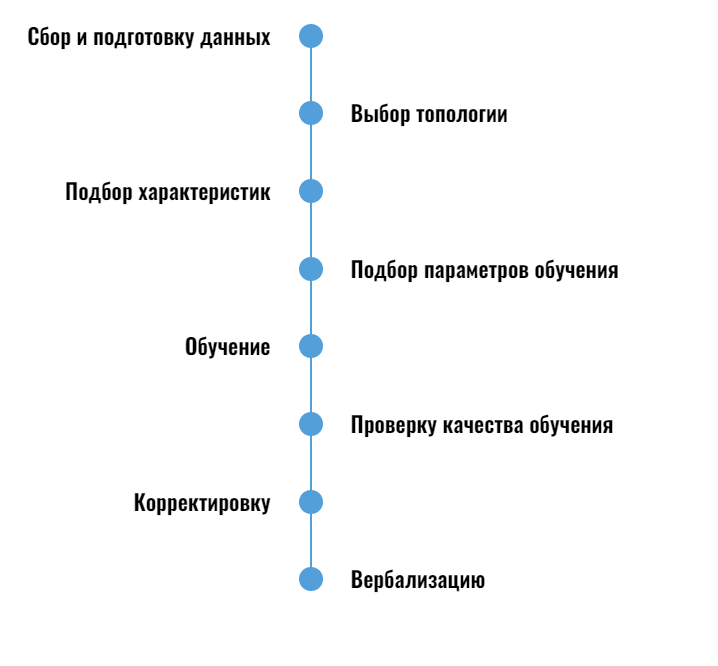 Сбор и подготовку данных
Выбор топологии
Подбор характеристик
Подбор параметров обучения
Обучение
Проверку качества обучения
Корректировку
Вербализацию